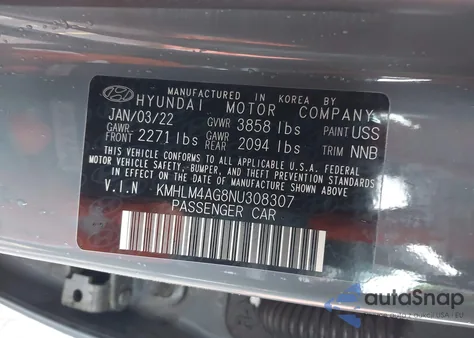 MANUFACTURED IN KOREA BY
HYUNDAI MOTOR COMPANY
JAN/03/22 GVWR 3858 lbs PAINT USS
GAWR FRONT 2271 lbs GAWR REAR 2094 lbs TRIM NNB
THIS VEHICLE CONFORMS TO ALL APPLICABLE U.S.A. FEDERAL
MOTOR VEHICLE SAFETY, BUMPER, AND THEFT PREVENTION
STANDARDS IN EFFECT ON THE DATE OF MANUFACTURE SHOWN ABOVE.
V.I.N KMHLM4AG8NU308307
PASSENGER CAR
autoSnap